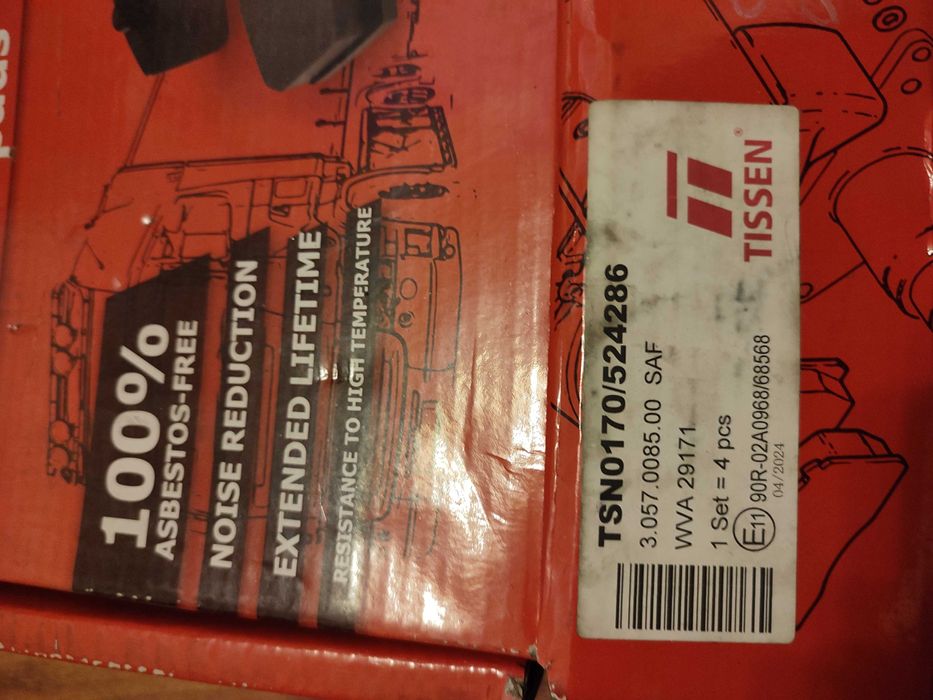 pads
100%
ASBESTOS-FREE
NOISE REDUCTION
EXTENDED LIFETIME
RESISTANCE TO HIGH TEMPERATURE
TISSEN®
TSN0170/524286
3.057.0085.00 SAF
WVA 29171
1 Set = 4 pcs
E11 90R-02A0968/68568
04/2024